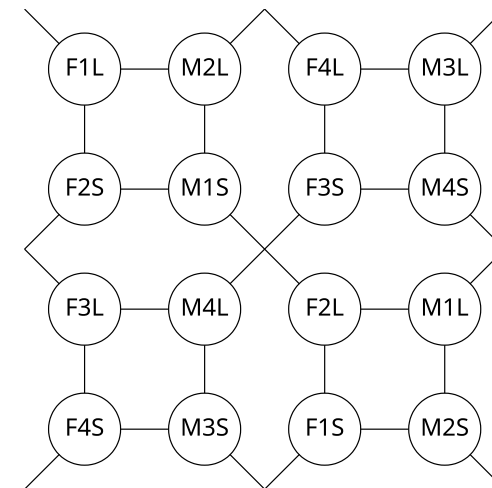 F1L M2L F4L M3L
F2S M1S F3S M4S
F3L M4L F2L M1L
F4S M3S F1S M2S